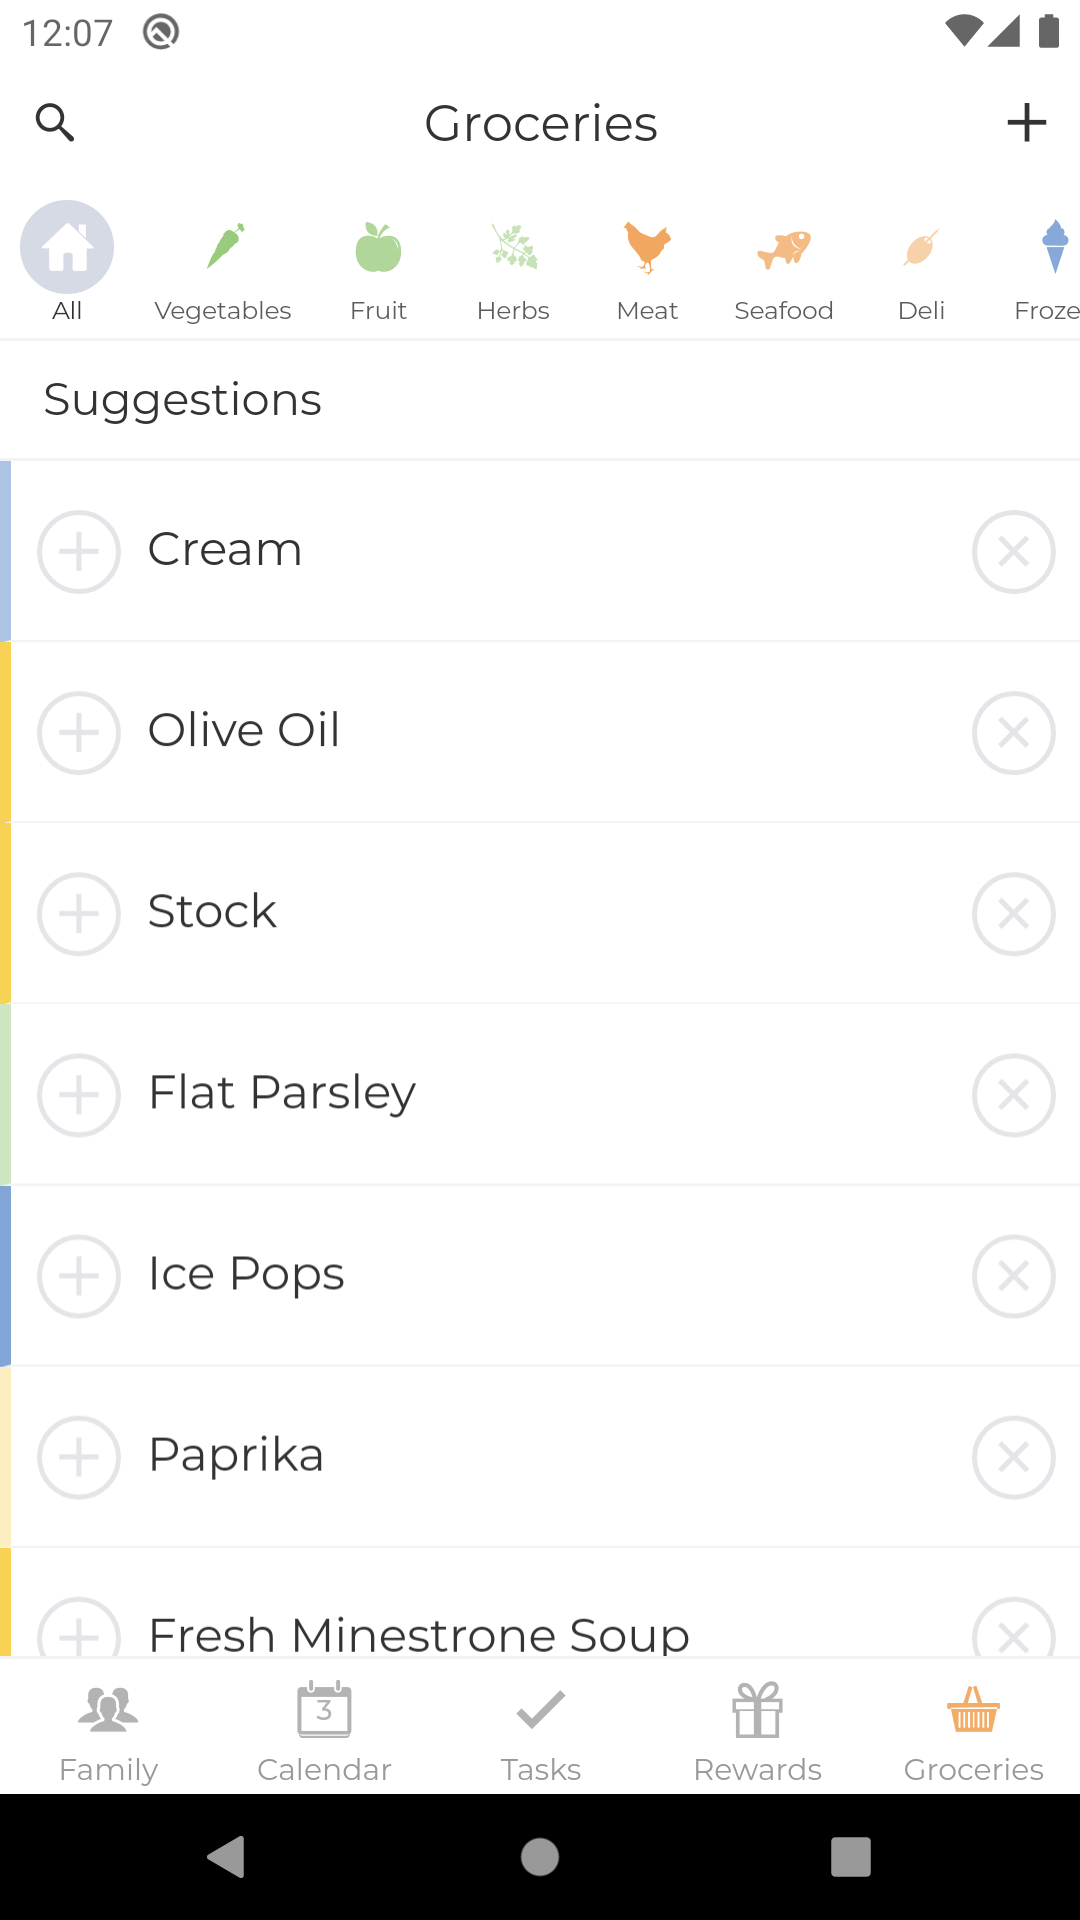 12:07
Groceries
All
Vegetables
Fruit
Herbs
Meat
Seafood
Deli
Froze
Suggestions
Cream
Olive Oil
Stock
Flat Parsley
Ice Pops
Paprika
Fresh Minestrone Soup
3
Family
Calendar
Tasks
Rewards
Groceries